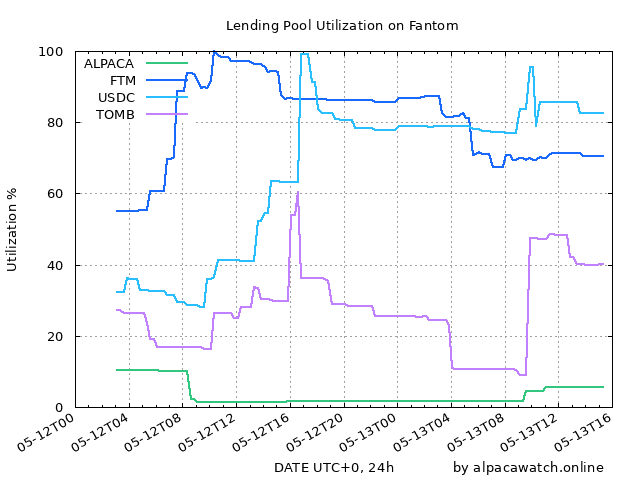 Lending Pool Utilization on Fantom
100
80
60
40
20
0
Utilization %
ALPACA
FTM
USDC
TOMB
05-12T00
05-12T04
05-12T08
05-12T12
05-12T16
05-12T20
05-13T00
05-13T04
05-13T08
05-13T12
05-13T16
DATE UTC+0, 24h
by alpacawatch.online